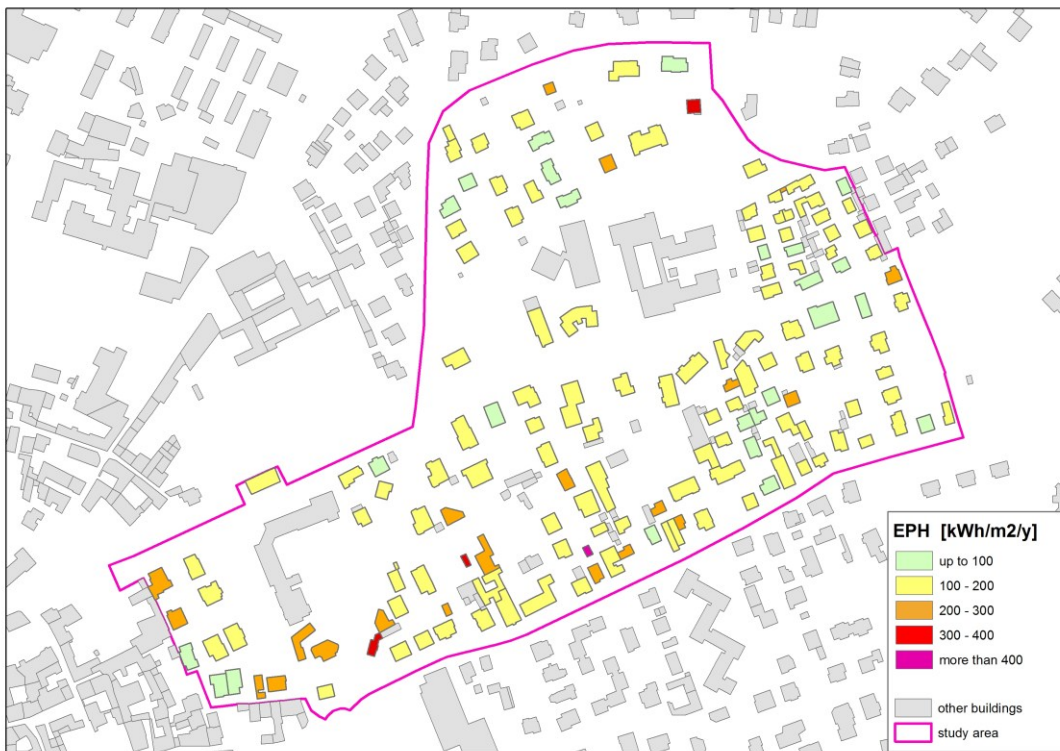 EPH [kWh/m2/y]
up to 100
100 - 200
200 - 300
300 - 400
more than 400
other buildings
study area